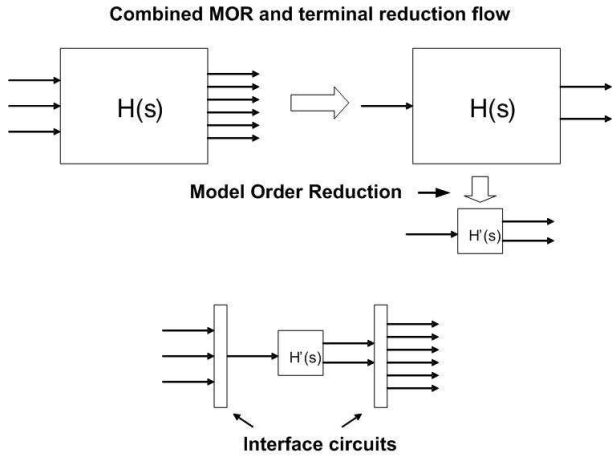 Combined MOR and terminal reduction flow
H(s)
H(s)
Model Order Reduction
H'(s)
H'(s)
Interface circuits